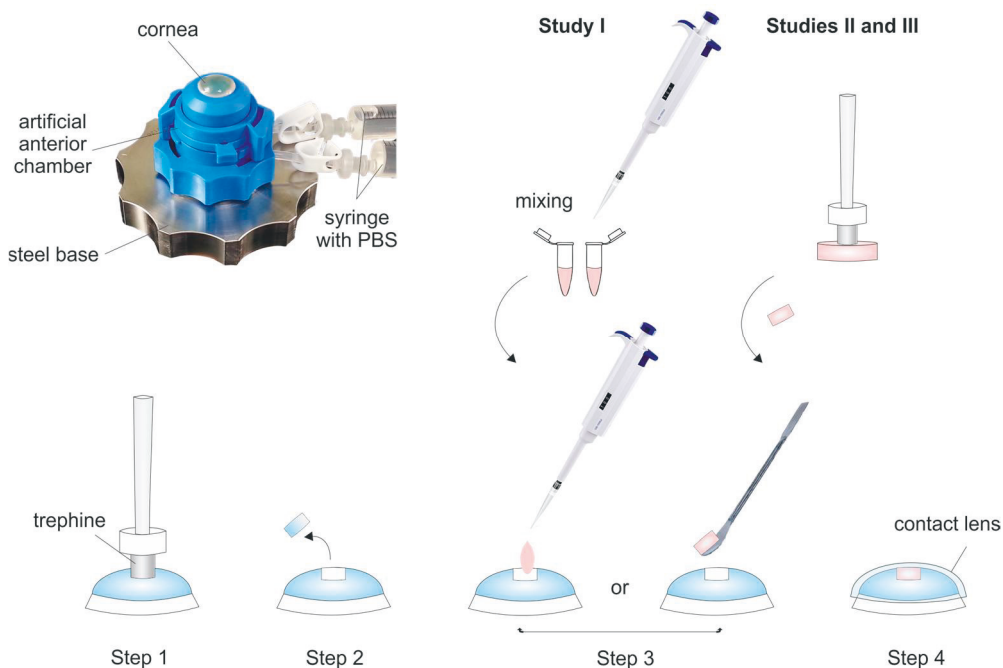 cornea
artificial
anterior
chamber
syringe
with PBS
steel base
Study I
Studies II and III
mixing
trephine
or
contact lens
Step 1
Step 2
Step 3
Step 4